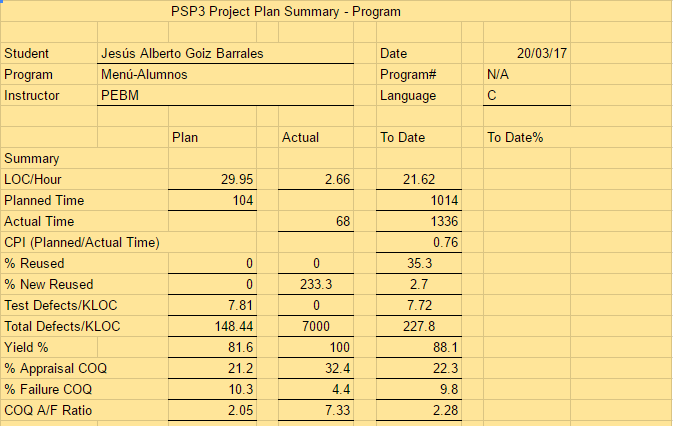 PSP3 Project Plan Summary - Program
Student Jesús Alberto Goiz Barrales Date 20/03/17
Program Menú-Alumnos Program# N/A
Instructor PEBM Language C
Plan Actual To Date To Date%
Summary
LOC/Hour 29.95 2.66 21.62
Planned Time 104 1014
Actual Time 68 1336
CPI (Planned/Actual Time) 0.76
% Reused 0 0 35.3
% New Reused 0 233.3 2.7
Test Defects/KLOC 7.81 0 7.72
Total Defects/KLOC 148.44 7000 227.8
Yield % 81.6 100 88.1
% Appraisal COQ 21.2 32.4 22.3
% Failure COQ 10.3 4.4 9.8
COQ A/F Ratio 2.05 7.33 2.28